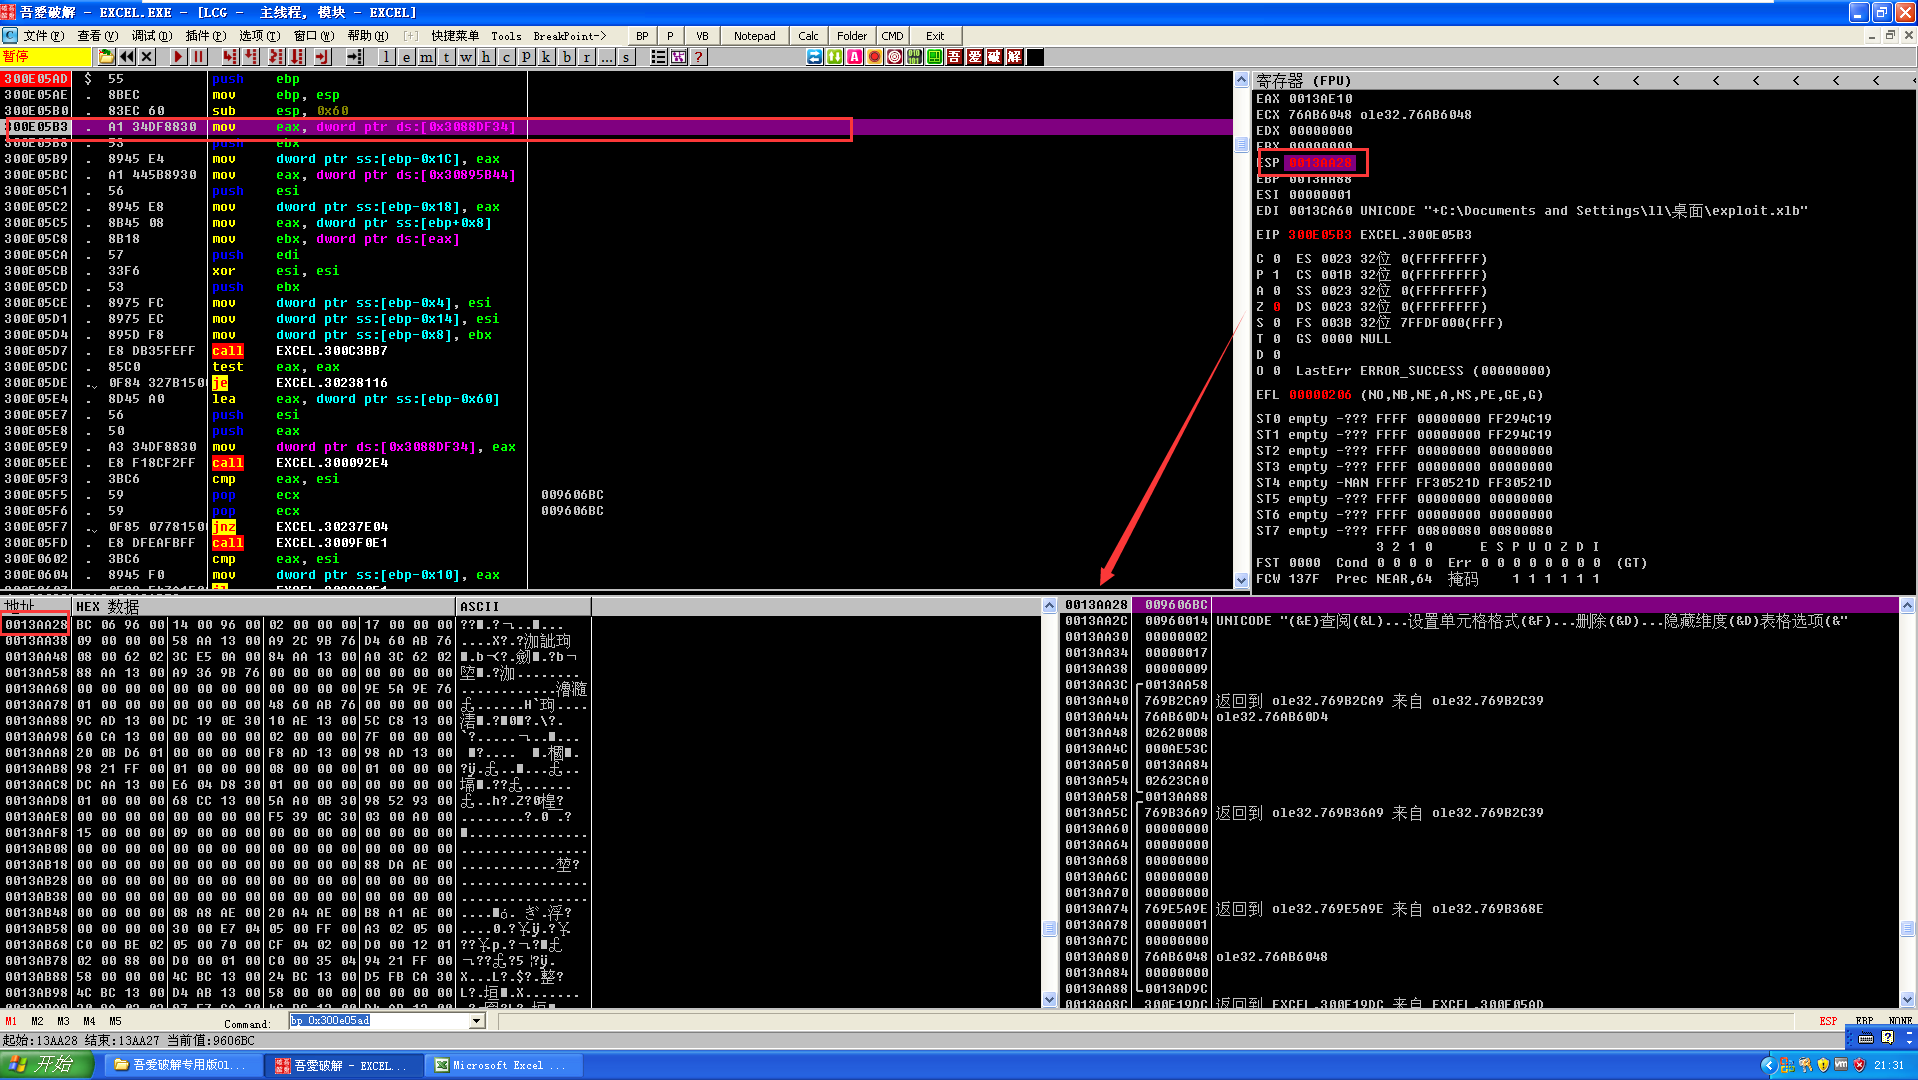 吾爱破解 - EXCEL.EXE - [LCG - 主线程, 模块 - EXCEL]
文件(F) 查看(V) 调试(D) 插件(P) 选项(T) 窗口(W) 帮助(H) [+] 快捷菜单 Tools BreakPoint-> BP P VB Notepad Calc Folder CMD Exit
暂停 l e m t w h c P k b r ... s ? 吾 爱 破 解
300E05AD $ 55 push ebp
300E05AE . 8BEC mov ebp, esp
300E05B0 . 83EC 60 sub esp, 0x60
300E05B3 . A1 34DF8830 mov eax, dword ptr ds:[0x3088DF34]
300E05B8 . 53 push ebx
300E05B9 . 8945 E4 mov dword ptr ss:[ebp-0x1C], eax
300E05BC . A1 445B8930 mov eax, dword ptr ds:[0x30895B44]
300E05C1 . 56 push esi
300E05C2 . 8945 E8 mov dword ptr ss:[ebp-0x18], eax
300E05C5 . 8B45 08 mov eax, dword ptr ss:[ebp+0x8]
300E05C8 . 8B18 mov ebx, dword ptr ds:[eax]
300E05CA . 57 push edi
300E05CB . 33F6 xor esi, esi
300E05CD . 53 push ebx
300E05CE . 8975 FC mov dword ptr ss:[ebp-0x4], esi
300E05D1 . 8975 EC mov dword ptr ss:[ebp-0x14], esi
300E05D4 . 895D F8 mov dword ptr ss:[ebp-0x8], ebx
300E05D7 . E8 DB35FEFF call EXCEL.300C3BB7
300E05DC . 85C0 test eax, eax
300E05DE . 0F84 327B1500 je EXCEL.30238116
300E05E4 . 8D45 A0 lea eax, dword ptr ss:[ebp-0x60]
300E05E7 . 56 push esi
300E05E8 . 50 push eax
300E05E9 . A3 34DF8830 mov dword ptr ds:[0x3088DF34], eax
300E05EE . E8 F18CF2FF call EXCEL.300092E4
300E05F3 . 3BC6 cmp eax, esi
300E05F5 . 59 pop ecx 009606BC
300E05F6 . 59 pop ecx 009606BC
300E05F7 . 0F85 07781500 jnz EXCEL.30237E04
300E05FD . E8 DFEAFBFF call EXCEL.3009F0E1
300E0602 . 3BC6 cmp eax, esi
300E0604 . 8945 F0 mov dword ptr ss:[ebp-0x10], eax
寄存器 (FPU) < < < < < < < < <
EAX 0013AE10
ECX 76AB6048 ole32.76AB6048
EDX 00000000
EBX 00000000
ESP 0013AA28
EBP 0013AA88
ESI 00000001
EDI 0013CA60 UNICODE "+C:\Documents and Settings\ll\桌面\exploit.xlb"
EIP 300E05B3 EXCEL.300E05B3
C 0 ES 0023 32位 0(FFFFFFFF)
P 1 CS 001B 32位 0(FFFFFFFF)
A 0 SS 0023 32位 0(FFFFFFFF)
Z 0 DS 0023 32位 0(FFFFFFFF)
S 0 FS 003B 32位 7FFDF000(FFF)
T 0 GS 0000 NULL
D 0
O 0 LastErr ERROR_SUCCESS (00000000)
EFL 00000206 (NO,NB,NE,A,NS,PE,GE,G)
ST0 empty -??? FFFF 00000000 FF294C19
ST1 empty -??? FFFF 00000000 FF294C19
ST2 empty -??? FFFF 00000000 00000000
ST3 empty -??? FFFF 00000000 00000000
ST4 empty -NAN FFFF FF30521D FF30521D
ST5 empty -??? FFFF 00000000 00000000
ST6 empty -??? FFFF 00000000 00000000
ST7 empty -??? FFFF 00800080 00800080
3 2 1 0 E S P U O Z D I
FST 0000 Cond 0 0 0 0 Err 0 0 0 0 0 0 0 0 (GT)
FCW 137F Prec NEAR,64 掩码 1 1 1 1 1 1
地址 HEX 数据 ASCII
0013AA28 BC 06 96 00 14 00 96 00 02 00 00 00 17 00 00 00
0013AA38 09 00 00 00 58 AA 13 00 A9 2C 9B 76 D4 60 AB 76
0013AA48 08 00 62 02 3C E5 0A 00 84 AA 13 00 A0 3C 62 02
0013AA58 88 AA 13 00 A9 36 9B 76 00 00 00 00 00 00 00 00
0013AA68 00 00 00 00 00 00 00 00 00 00 00 00 9E 5A 9E 76
0013AA78 01 00 00 00 00 00 00 00 48 60 AB 76 00 00 00 00
0013AA88 9C AD 13 00 DC 19 0E 30 10 AE 13 00 5C C8 13 00
0013AA98 60 CA 13 00 00 00 00 00 02 00 00 00 7F 00 00 00
0013AAA8 20 0B D6 01 00 00 00 00 F8 AD 13 00 98 AD 13 00
0013AAB8 98 21 FF 00 01 00 00 00 08 00 00 00 01 00 00 00
0013AAC8 DC AA 13 00 E6 04 D8 30 01 00 00 00 00 00 00 00
0013AAD8 01 00 00 00 68 CC 13 00 5A A0 0B 30 98 52 93 00
0013AAE8 00 00 00 00 00 00 00 00 F5 39 0C 30 03 00 A0 00
0013AAF8 15 00 00 00 09 00 00 00 00 00 00 00 00 00 00 00
0013AB08 00 00 00 00 00 00 00 00 00 00 00 00 00 00 00 00
0013AB18 00 00 00 00 00 00 00 00 00 00 00 00 88 DA AE 00
0013AB28 00 00 00 00 00 00 00 00 00 00 00 00 00 00 00 00
0013AB38 00 00 00 00 00 00 00 00 00 00 00 00 00 00 00 00
0013AB48 00 00 00 00 08 A8 AE 00 20 A4 AE 00 B8 A1 AE 00
0013AB58 00 00 00 00 30 00 E7 04 05 00 FF 00 A3 02 05 00
0013AB68 C0 00 BE 02 05 00 70 00 CF 04 02 00 D0 00 12 01
0013AB78 02 00 88 00 D0 00 01 00 C0 00 35 04 94 21 FF 00
0013AB88 58 00 00 00 4C BC 13 00 24 BC 13 00 D5 FB CA 30
0013AB98 4C BC 13 00 D4 AB 13 00 58 00 00 00 00 00 00 00
0013AA28 009606BC
0013AA2C 00960014 UNICODE "(&E)查阅(&L)...设置单元格格式(&F)...删除(&D)...隐藏维度(&D)表格选项(&"
0013AA30 00000002
0013AA34 00000017
0013AA38 00000009
0013AA3C 0013AA58
0013AA40 769B2CA9 返回到 ole32.769B2CA9 来自 ole32.769B2C39
0013AA44 76AB60D4 ole32.76AB60D4
0013AA48 02620008
0013AA4C 000AE53C
0013AA50 0013AA84
0013AA54 02623CA0
0013AA58 0013AA88
0013AA5C 769B36A9 返回到 ole32.769B36A9 来自 ole32.769B2C39
0013AA60 00000000
0013AA64 00000000
0013AA68 00000000
0013AA6C 00000000
0013AA70 00000000
0013AA74 769E5A9E 返回到 ole32.769E5A9E 来自 ole32.769B368E
0013AA78 00000001
0013AA7C 00000000
0013AA80 76AB6048 ole32.76AB6048
0013AA84 00000000
0013AA88 0013AD9C
0013AA8C 300E19DC 返回到 EXCEL.300E19DC 来自 EXCEL.300E05AD
M1 M2 M3 M4 M5 Command: bp 0x300e05ad ESP EBP NONE
起始:13AA28 结束:13AA27 当前值:9606BC
开始 吾爱破解专用版Ol... 吾爱破解 - EXCEL... Microsoft Excel ... 21:31